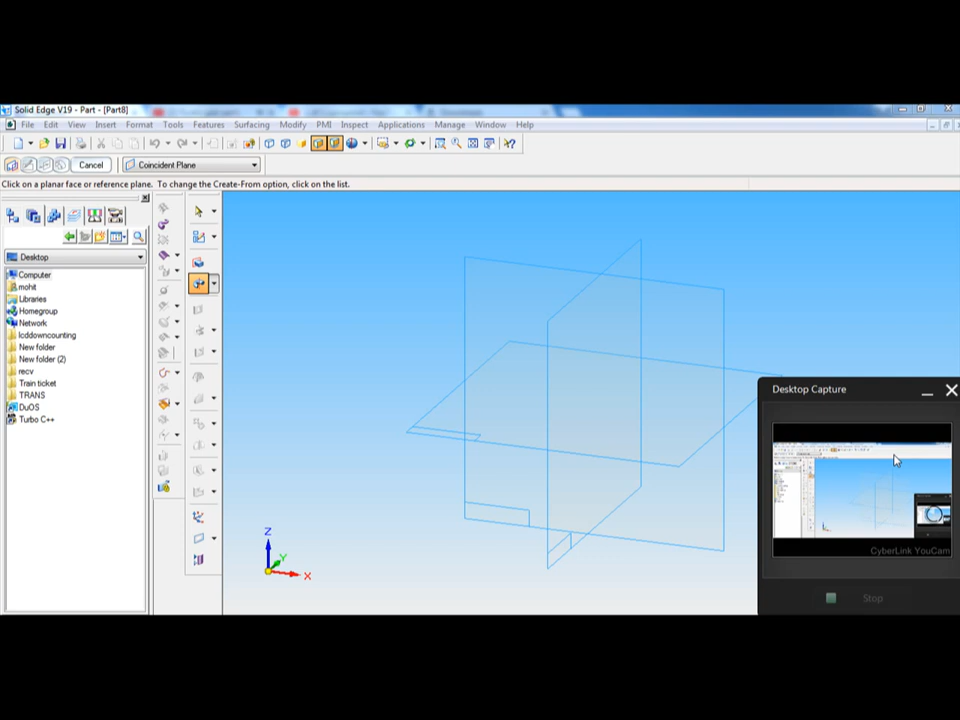 Solid Edge V19 - Part - [Part8]
File Edit View Insert Format Tools Features Surfacing Modify PMI Inspect Applications Manage Window Help
Cancel Coincident Plane
Click on a planar face or reference plane. To change the Create-From option, click on the list.
Desktop
Computer
mohit
Libraries
Homegroup
Network
lcddowncounting
New folder
New folder (2)
recv
Train ticket
TRANS
DuOS
Turbo C++
Z
Y
X
Desktop Capture
CyberLink YouCam
Stop